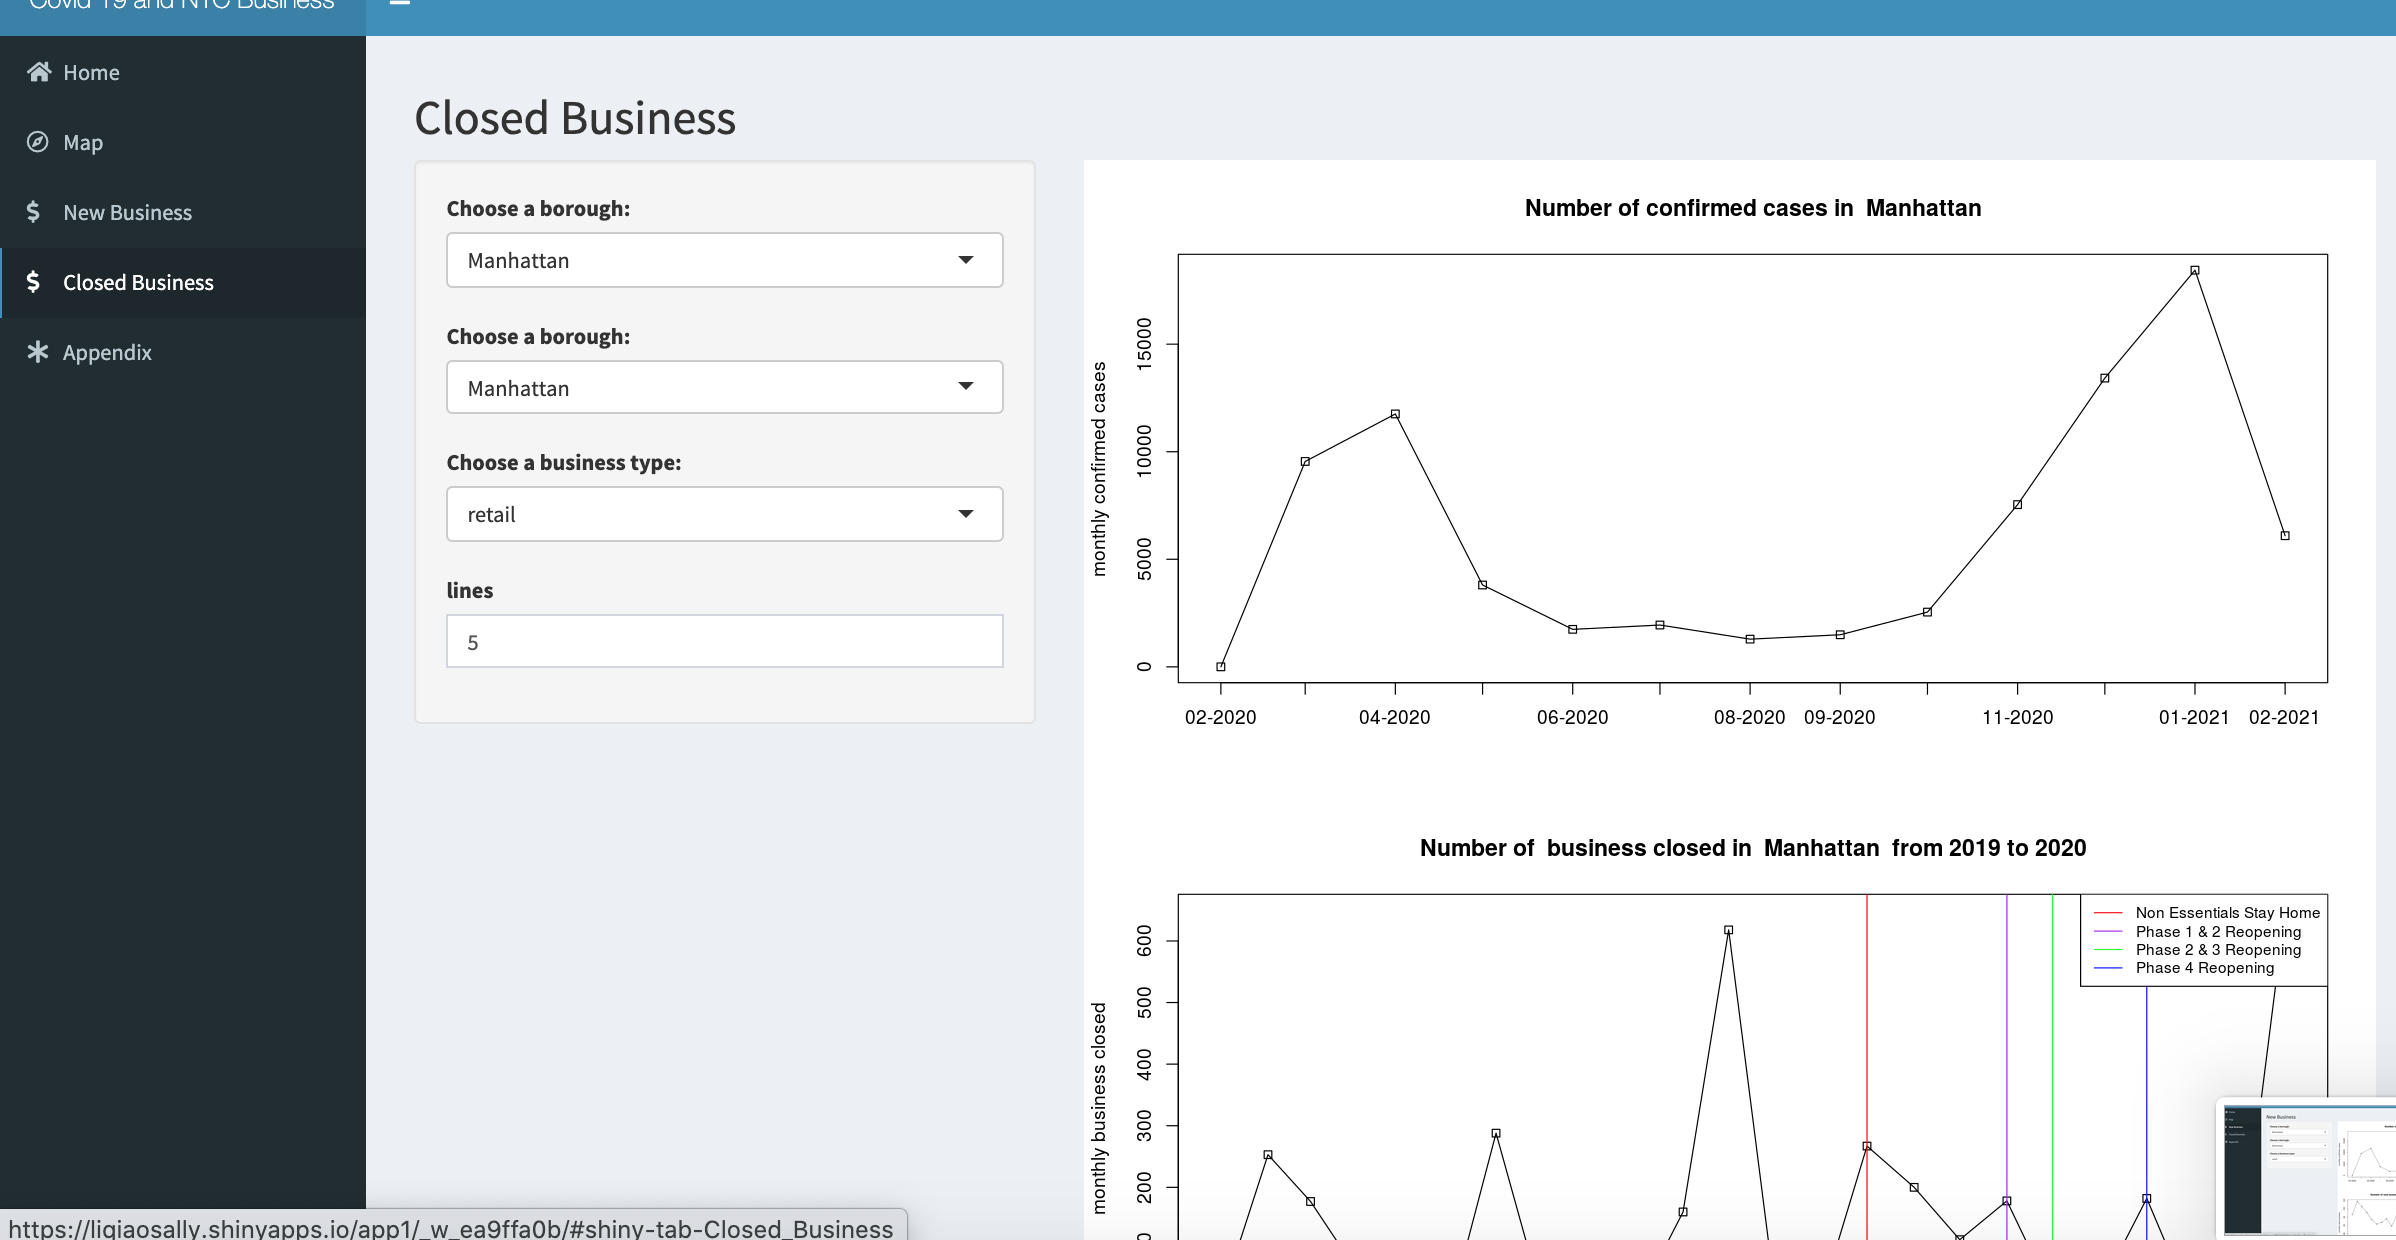 Covid 19 and NYC Business
Home
Map
New Business
Closed Business
Appendix
Closed Business
Choose a borough:
Manhattan
Choose a borough:
Manhattan
Choose a business type:
retail
lines
5
Number of confirmed cases in  Manhattan
monthly confirmed cases
15000
10000
5000
0
02-2020
04-2020
06-2020
08-2020
09-2020
11-2020
01-2021
02-2021
Number of  business closed in  Manhattan  from 2019 to 2020
monthly business closed
600
500
400
300
200
Non Essentials Stay Home
Phase 1 & 2 Reopening
Phase 2 & 3 Reopening
Phase 4 Reopening
New Business
https://liqiaosally.shinyapps.io/app1/_w_ea9ffa0b/#shiny-tab-Closed_Business